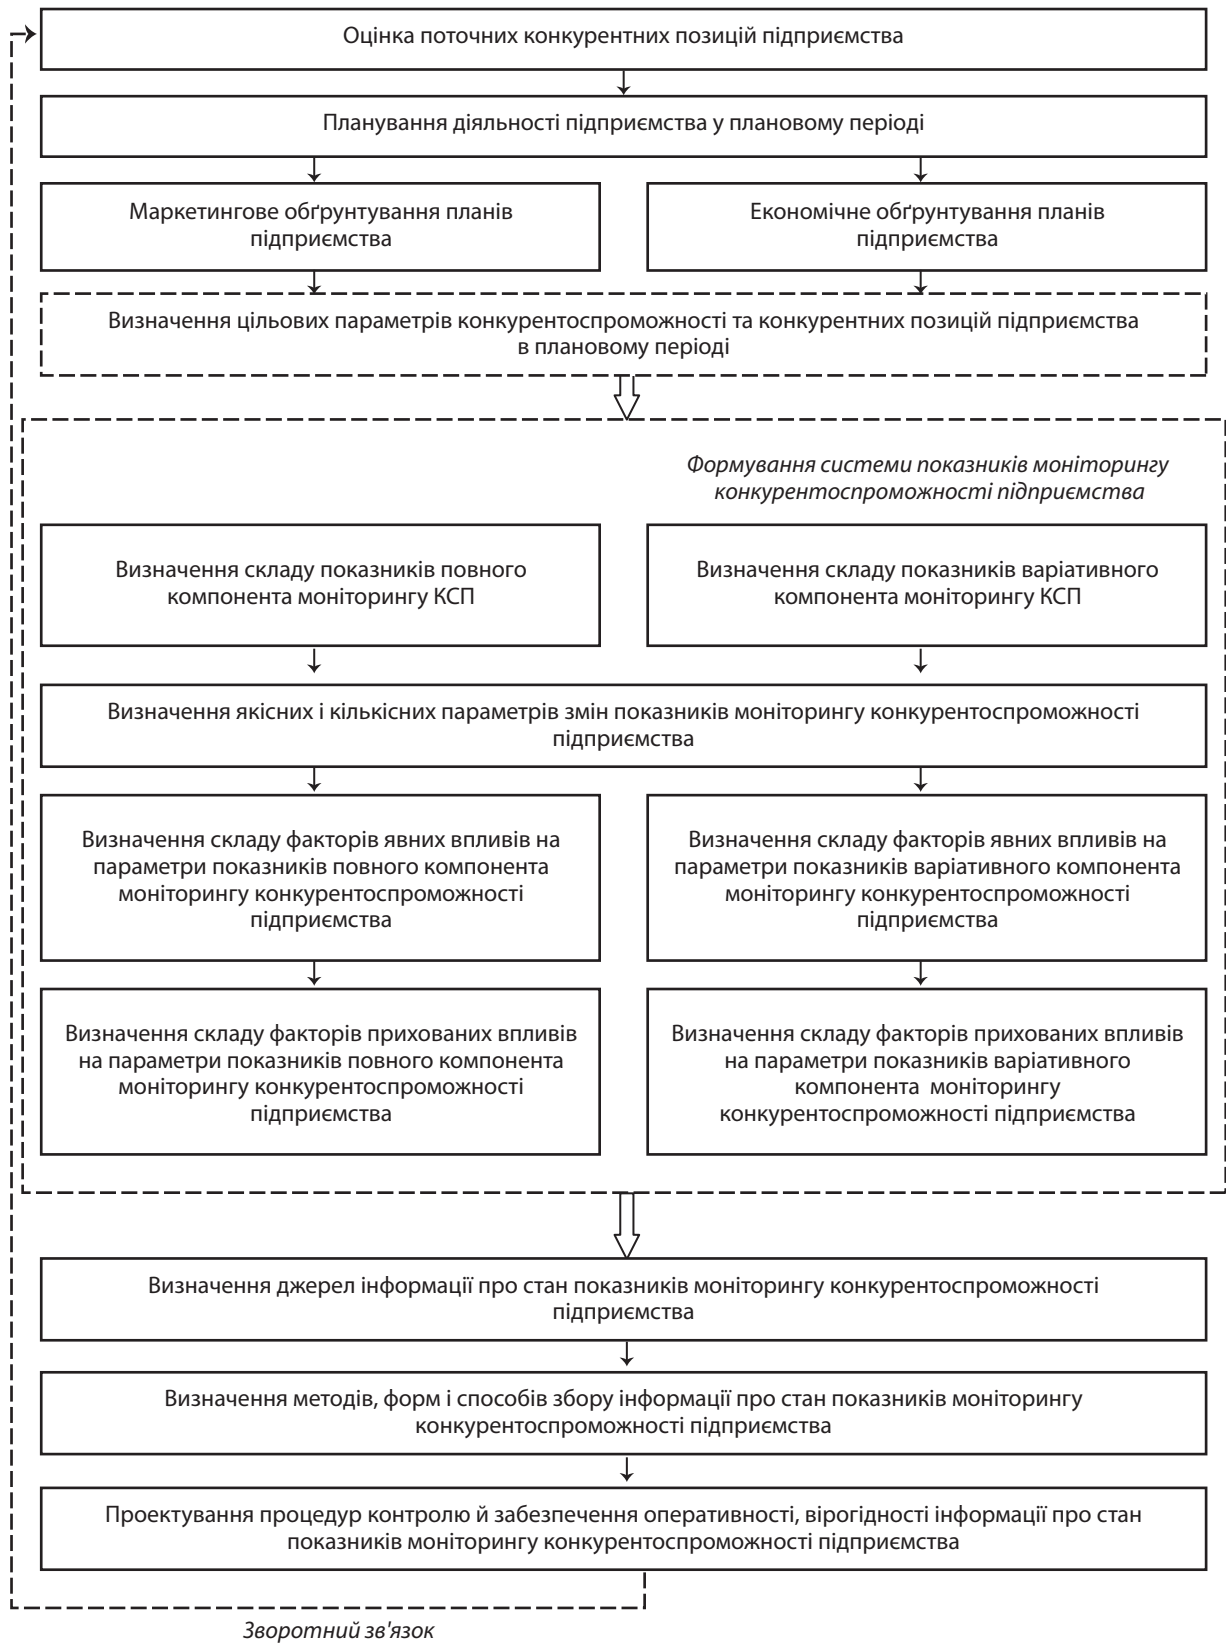 Оцінка поточних конкурентних позицій підприємства
Планування діяльності підприємства у плановому періоді
Маркетингове обґрунтування планів
підприємства
Економічне обґрунтування планів
підприємства
Визначення цільових параметрів конкурентоспроможності та конкурентних позицій підприємства
в плановому періоді
Формування системи показників моніторингу
конкурентоспроможності підприємства
Визначення складу показників повного
компонента моніторингу КСП
Визначення складу показників варіативного
компонента моніторингу КСП
Визначення якісних і кількісних параметрів змін показників моніторингу конкурентоспроможності
підприємства
Визначення складу факторів явних впливів на
параметри показників повного компонента
моніторингу конкурентоспроможності
підприємства
Визначення складу факторів явних впливів на
параметри показників варіативного компонента
моніторингу конкурентоспроможності
підприємства
Визначення складу факторів прихованих впливів
на параметри показників повного компонента
моніторингу конкурентоспроможності
підприємства
Визначення складу факторів прихованих впливів
на параметри показників варіативного
компонента моніторингу
конкурентоспроможності підприємства
Визначення джерел інформації про стан показників моніторингу конкурентоспроможності
підприємства
Визначення методів, форм і способів збору інформації про стан показників моніторингу
конкурентоспроможності підприємства
Проектування процедур контролю й забезпечення оперативності, вірогідності інформації про стан
показників моніторингу конкурентоспроможності підприємства
Зворотний зв'язок